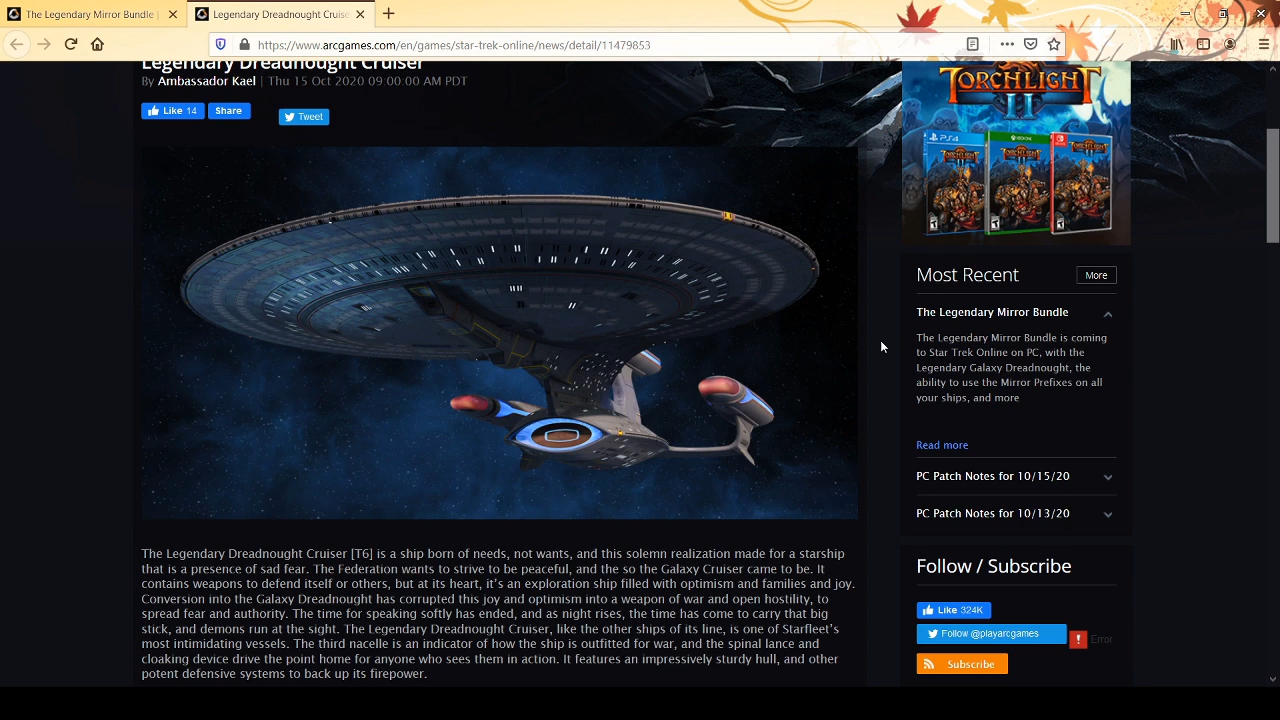 The Legendary Mirror Bundle |
Legendary Dreadnought Cruise
https://www.arcgames.com/en/games/star-trek-online/news/detail/11479853
Legendary Dreadnought Cruiser
By Ambassador Kael | Thu 15 Oct 2020 09:00:00 AM PDT
Like 14
Share
Tweet
The Legendary Dreadnought Cruiser [T6] is a ship born of needs, not wants, and this solemn realization made for a starship
that is a presence of sad fear. The Federation wants to strive to be peaceful, and the so the Galaxy Cruiser came to be. It
contains weapons to defend itself or others, but at its heart, it's an exploration ship filled with optimism and families and joy.
Conversion into the Galaxy Dreadnought has corrupted this joy and optimism into a weapon of war and open hostility, to
spread fear and authority. The time for speaking softly has ended, and as night rises, the time has come to carry that big
stick, and demons run at the sight. The Legendary Dreadnought Cruiser, like the other ships of its line, is one of Starfleet's
most intimidating vessels. The third nacelle is an indicator of how the ship is outfitted for war, and the spinal lance and
cloaking device drive the point home for anyone who sees them in action. It features an impressively sturdy hull, and other
potent defensive systems to back up its firepower.
TORCHLIGHT
II
PS4
XBOX ONE
Most Recent
More
The Legendary Mirror Bundle
The Legendary Mirror Bundle is coming
to Star Trek Online on PC, with the
Legendary Galaxy Dreadnought, the
ability to use the Mirror Prefixes on all
your ships, and more
Read more
PC Patch Notes for 10/15/20
PC Patch Notes for 10/13/20
Follow / Subscribe
Like 324K
Follow @playarcgames
Error
Subscribe